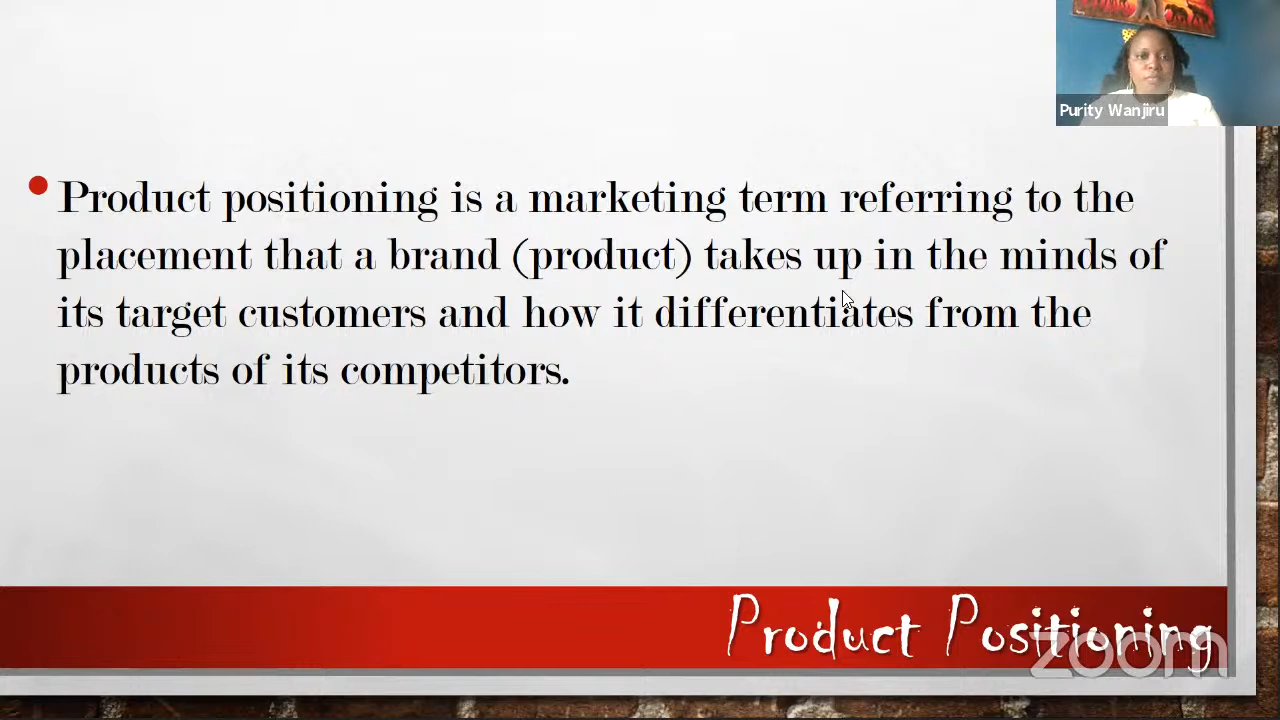 Purity Wanjiru
Product positioning is a marketing term referring to the
placement that a brand (product) takes up in the minds of
its target customers and how it differentiates from the
products of its competitors.
Product Positioning
zoom